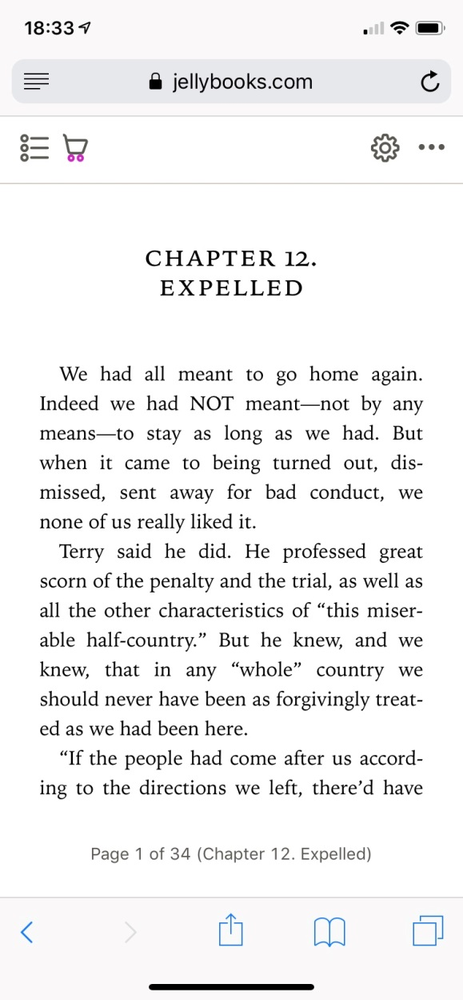 18:33
jellybooks.com
CHAPTER 12.
EXPELLED
We had all meant to go home again.
Indeed we had NOT meant—not by any
means—to stay as long as we had. But
when it came to being turned out, dis-
missed, sent away for bad conduct, we
none of us really liked it.
Terry said he did. He professed great
scorn of the penalty and the trial, as well as
all the other characteristics of “this miser-
able half-country.” But he knew, and we
knew, that in any “whole” country we
should never have been as forgivingly treat-
ed as we had been here.
“If the people had come after us accord-
ing to the directions we left, there’d have
Page 1 of 34 (Chapter 12. Expelled)